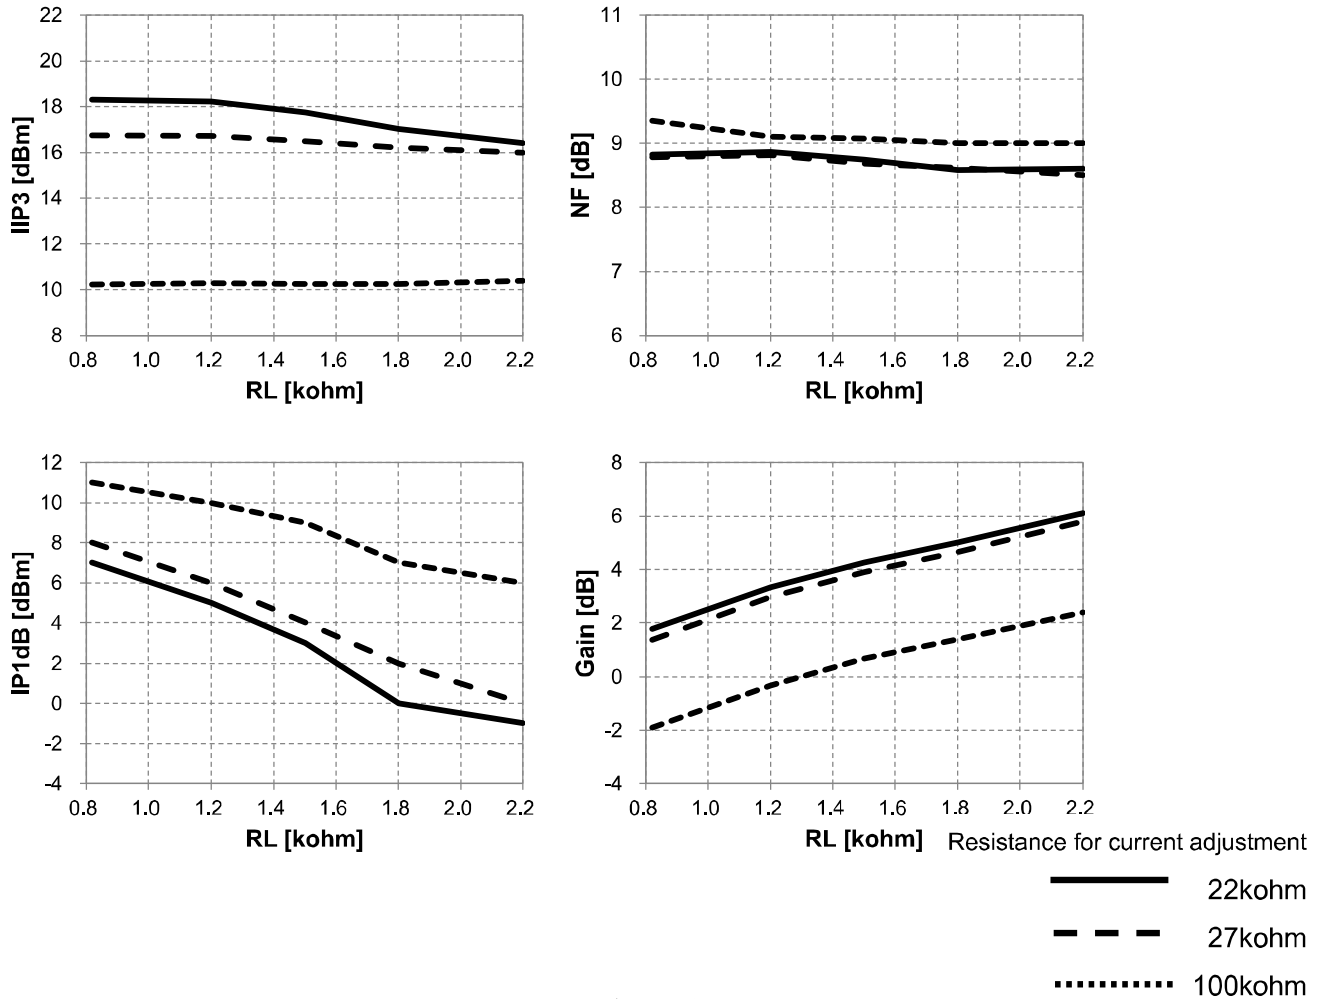 22
20
18
16
14
12
10
8
IIP3 [dBm]
0.8 1.0 1.2 1.4 1.6 1.8 2.0 2.2
RL [kohm]
11
10
9
8
7
6
NF [dB]
0.8 1.0 1.2 1.4 1.6 1.8 2.0 2.2
RL [kohm]
12
10
8
6
4
2
0
-2
-4
IP1dB [dBm]
0.8 1.0 1.2 1.4 1.6 1.8 2.0 2.2
RL [kohm]
8
6
4
2
0
-2
-4
Gain [dB]
0.8 1.0 1.2 1.4 1.6 1.8 2.0 2.2
RL [kohm]
Resistance for current adjustment
22kohm
27kohm
100kohm